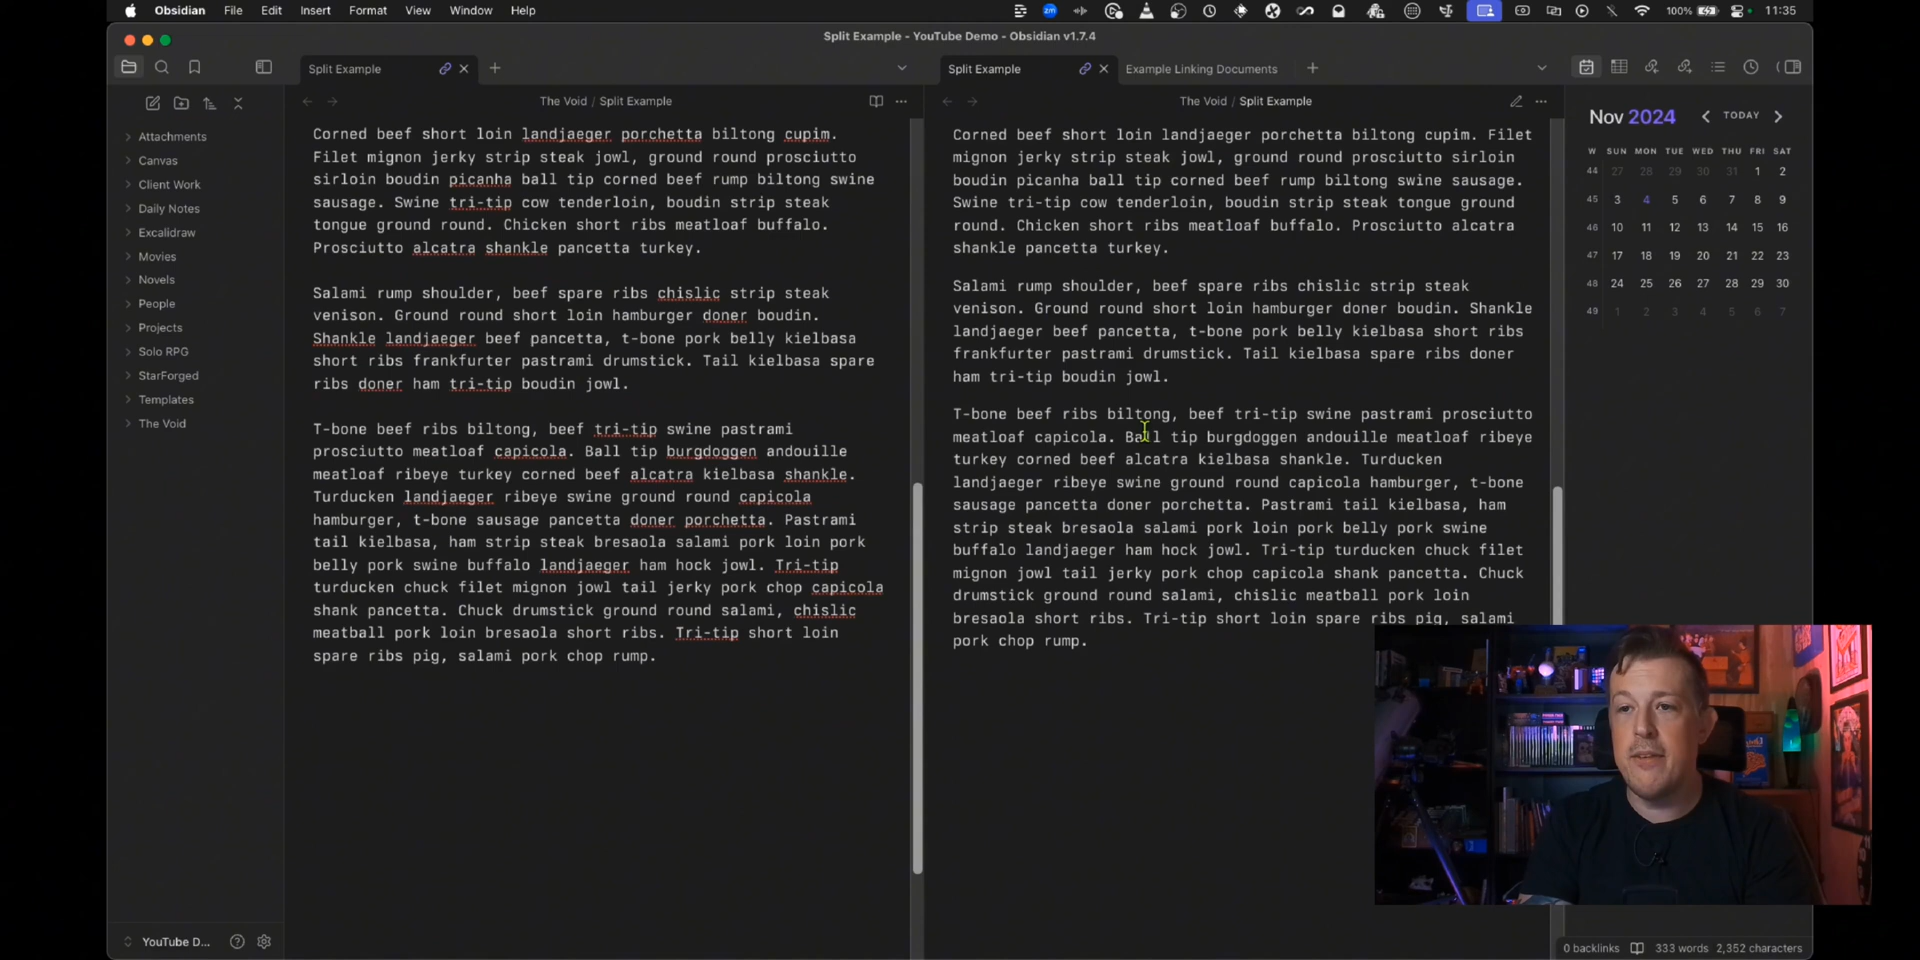 Obsidian File Edit Insert Format View Window Help
100% 11:35
Split Example - YouTube Demo - Obsidian v1.7.4
Split Example
Split Example
Example Linking Documents
The Void / Split Example
The Void / Split Example
Attachments
Canvas
Client Work
Daily Notes
Excalidraw
Movies
Novels
People
Projects
Solo RPG
StarForged
Templates
The Void
YouTube D...
Corned beef short loin landjaeger porchetta biltong cupim.
Filet mignon jerky strip steak jowl, ground round prosciutto
sirloin boudin picanha ball tip corned beef rump biltong swine
sausage. Swine tri-tip cow tenderloin, boudin strip steak
tongue ground round. Chicken short ribs meatloaf buffalo.
Prosciutto alcatra shankle pancetta turkey.
Salami rump shoulder, beef spare ribs chislic strip steak
venison. Ground round short loin hamburger doner boudin.
Shankle landjaeger beef pancetta, t-bone pork belly kielbasa
short ribs frankfurter pastrami drumstick. Tail kielbasa spare
ribs doner ham tri-tip boudin jowl.
T-bone beef ribs biltong, beef tri-tip swine pastrami
prosciutto meatloaf capicola. Ball tip burgdoggen andouille
meatloaf ribeye turkey corned beef alcatra kielbasa shankle.
Turducken landjaeger ribeye swine ground round capicola
hamburger, t-bone sausage pancetta doner porchetta. Pastrami
tail kielbasa, ham strip steak bresaola salami pork loin pork
belly pork swine buffalo landjaeger ham hock jowl. Tri-tip
turducken chuck filet mignon jowl tail jerky pork chop capicola
shank pancetta. Chuck drumstick ground round salami, chislic
meatball pork loin bresaola short ribs. Tri-tip short loin
spare ribs pig, salami pork chop rump.
Corned beef short loin landjaeger porchetta biltong cupim. Filet
mignon jerky strip steak jowl, ground round prosciutto sirloin
boudin picanha ball tip corned beef rump biltong swine sausage.
Swine tri-tip cow tenderloin, boudin strip steak tongue ground
round. Chicken short ribs meatloaf buffalo. Prosciutto alcatra
shankle pancetta turkey.
Salami rump shoulder, beef spare ribs chislic strip steak
venison. Ground round short loin hamburger doner boudin. Shankle
landjaeger beef pancetta, t-bone pork belly kielbasa short ribs
frankfurter pastrami drumstick. Tail kielbasa spare ribs doner
ham tri-tip boudin jowl.
T-bone beef ribs biltong, beef tri-tip swine pastrami prosciutto
meatloaf capicola. Ball tip burgdoggen andouille meatloaf ribeye
turkey corned beef alcatra kielbasa shankle. Turducken
landjaeger ribeye swine ground round capicola hamburger, t-bone
sausage pancetta doner porchetta. Pastrami tail kielbasa, ham
strip steak bresaola salami pork loin pork belly pork swine
buffalo landjaeger ham hock jowl. Tri-tip turducken chuck filet
mignon jowl tail jerky pork chop capicola shank pancetta. Chuck
drumstick ground round salami, chislic meatball pork loin
bresaola short ribs. Tri-tip short loin spare ribs pig, salami
pork chop rump.
Nov 2024 TODAY
W SUN MON TUE WED THU FRI SAT
44 27 28 29 30 31 1 2
45 3 4 5 6 7 8 9
46 10 11 12 13 14 15 16
47 17 18 19 20 21 22 23
48 24 25 26 27 28 29 30
49 1 2 3 4 5 6 7
0 backlinks 333 words 2,352 characters